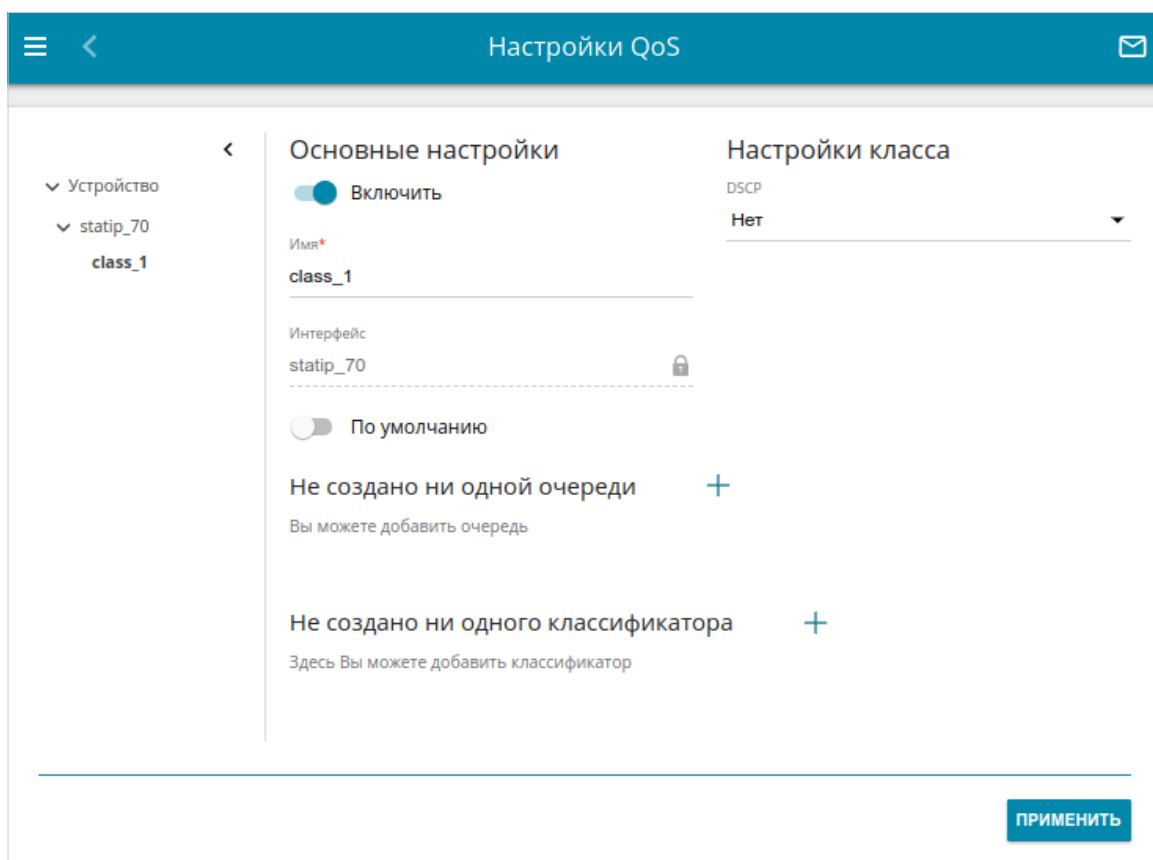 Настройки QoS
Устройство
statip_70
class_1
Основные настройки
Включить
Имя*
class_1
Интерфейс
statip_70
По умолчанию
Не создано ни одной очереди
Вы можете добавить очередь
Не создано ни одного классификатора
Здесь Вы можете добавить классификатор
Настройки класса
DSCP
Нет
ПРИМЕНИТЬ